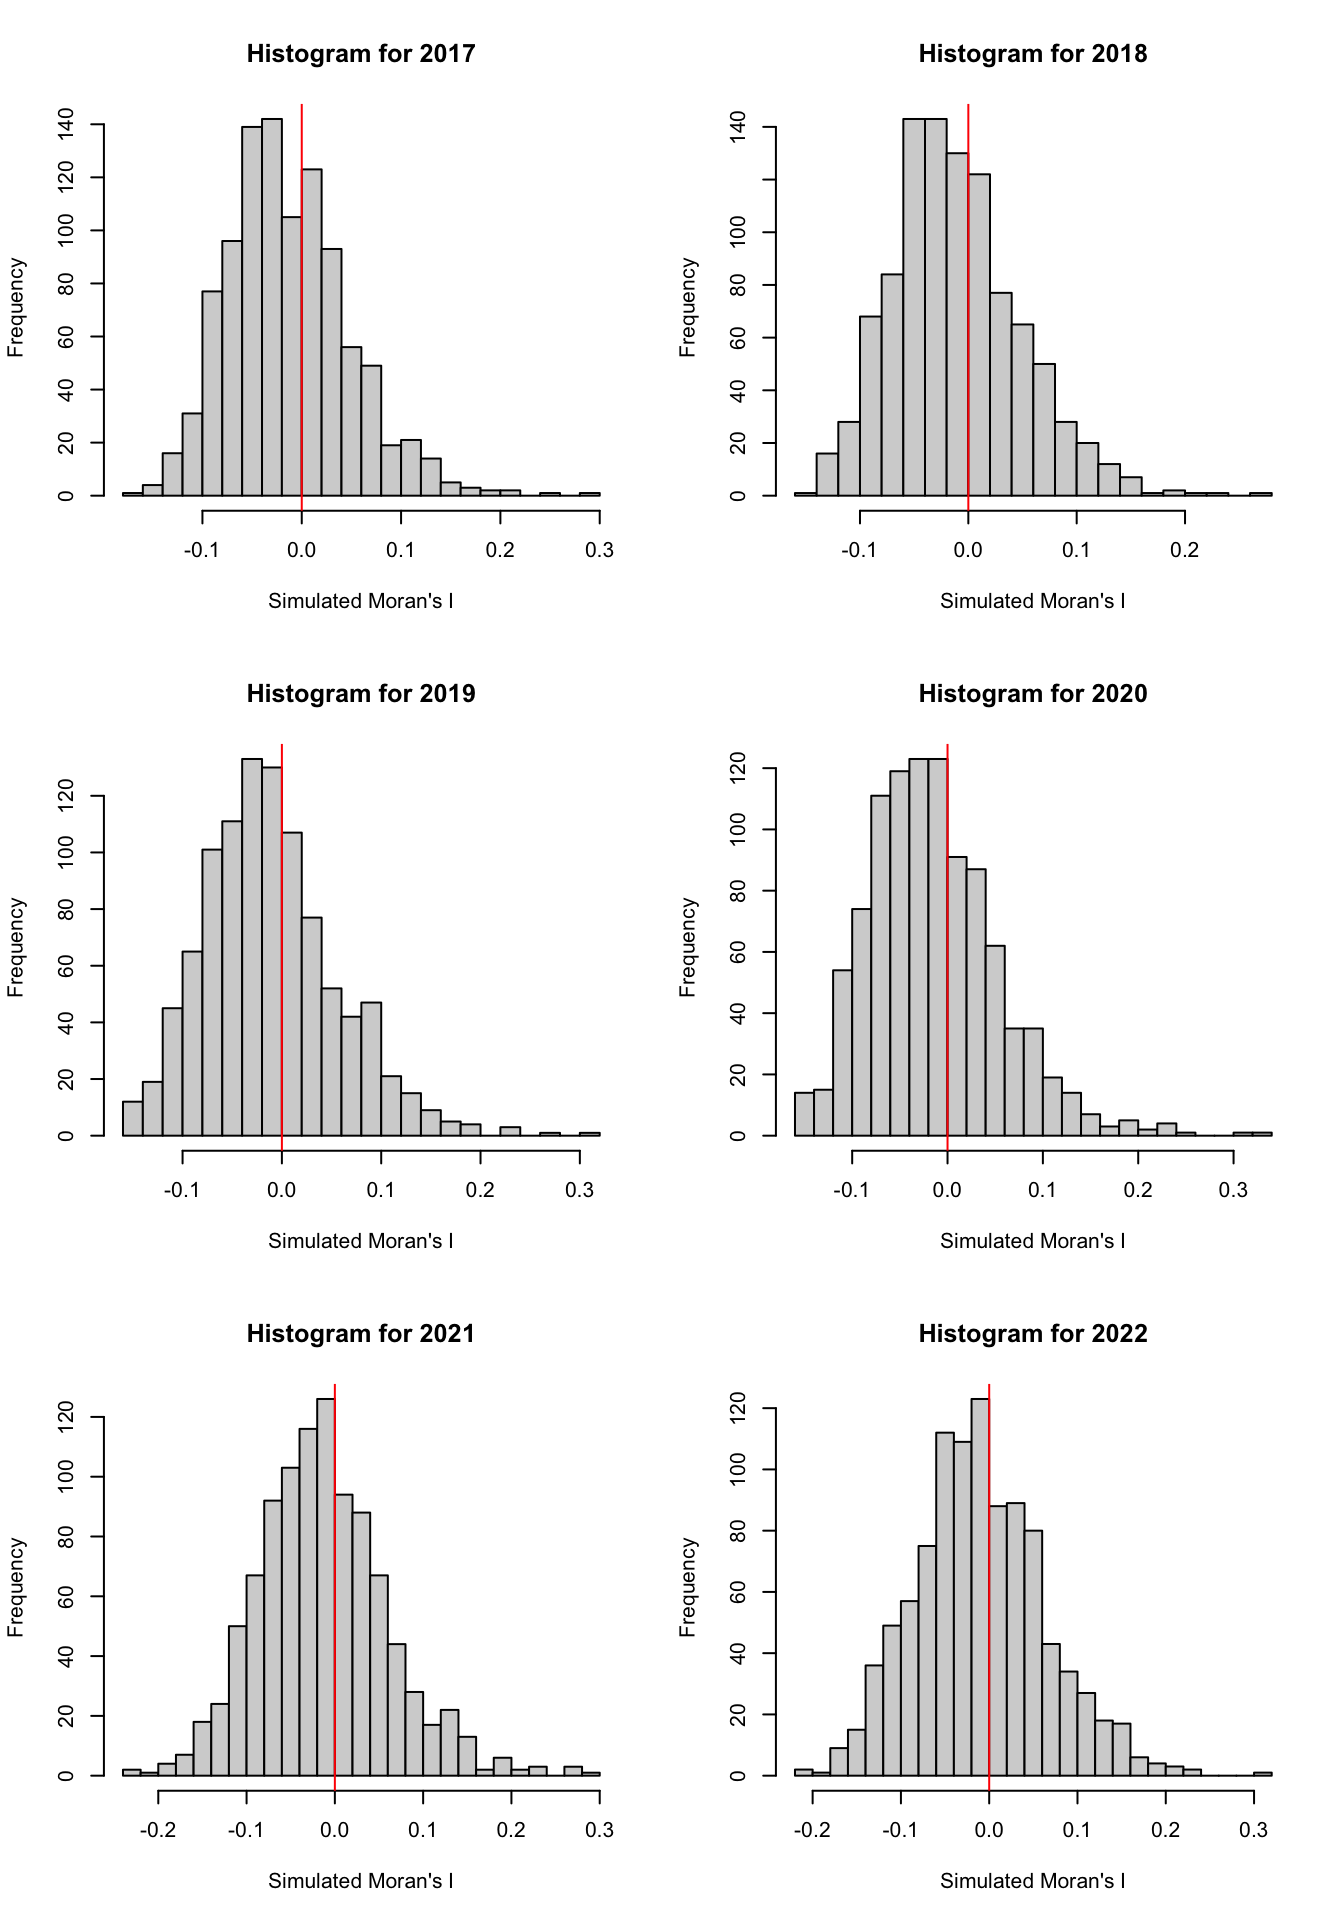 Histogram for 2017
Frequency
0 20 40 60 80 100 120 140
-0.1 0.0 0.1 0.2 0.3
Simulated Moran's I
Histogram for 2018
Frequency
0 20 40 60 80 100 140
-0.1 0.0 0.1 0.2
Simulated Moran's I
Histogram for 2019
Frequency
0 20 40 60 80 100 120
-0.1 0.0 0.1 0.2 0.3
Simulated Moran's I
Histogram for 2020
Frequency
0 20 40 60 80 100 120
-0.1 0.0 0.1 0.2 0.3
Simulated Moran's I
Histogram for 2021
Frequency
0 20 40 60 80 100 120
-0.2 -0.1 0.0 0.1 0.2 0.3
Simulated Moran's I
Histogram for 2022
Frequency
0 20 40 60 80 100 120
-0.2 -0.1 0.0 0.1 0.2 0.3
Simulated Moran's I